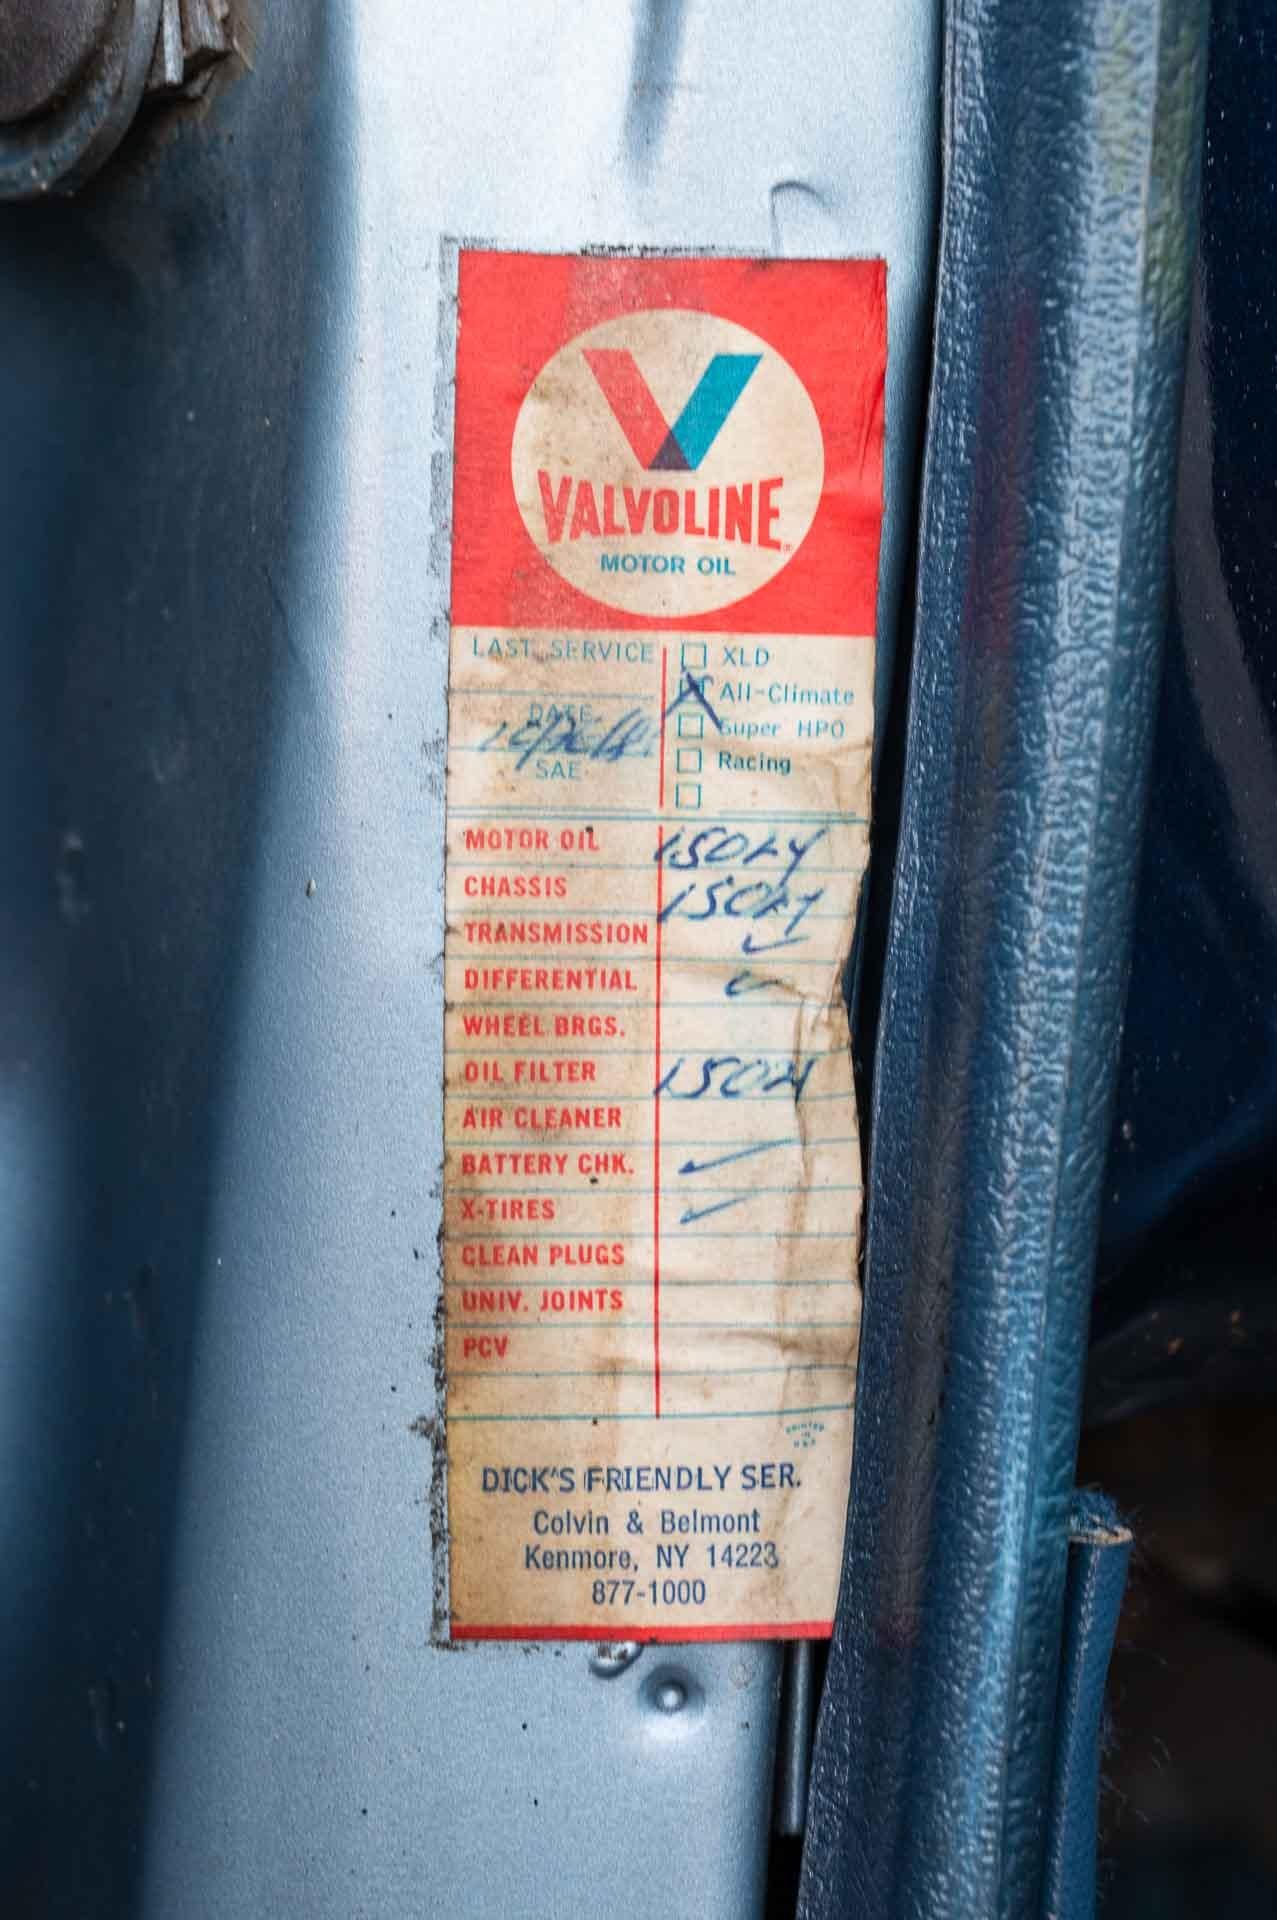 VALVOLINE®
MOTOR OIL
LAST SERVICE
DATE
SAE
XLD
All-Climate
Super HPO
Racing
MOTOR OIL
CHASSIS
TRANSMISSION
DIFFERENTIAL
WHEEL BRGS.
OIL FILTER
AIR CLEANER
BATTERY CHK.
X-TIRES
CLEAN PLUGS
UNIV. JOINTS
PCV
PRINTED
IN
U.S.A.
DICK'S FRIENDLY SER.
Colvin & Belmont
Kenmore, NY 14223
877-1000